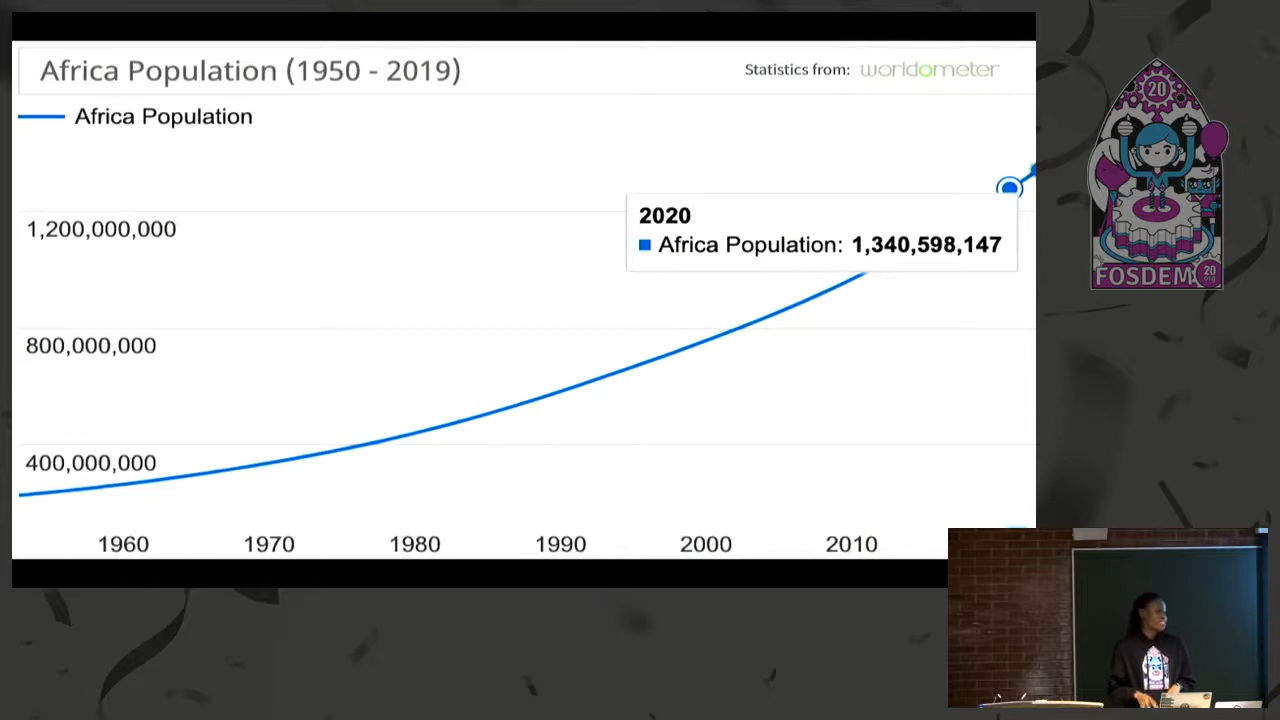 Africa Population (1950 - 2019)
Statistics from: worldometer
Africa Population
1,200,000,000
2020
Africa Population: 1,340,598,147
800,000,000
400,000,000
1960 1970 1980 1990 2000 2010
20
FOSDEM
20
org